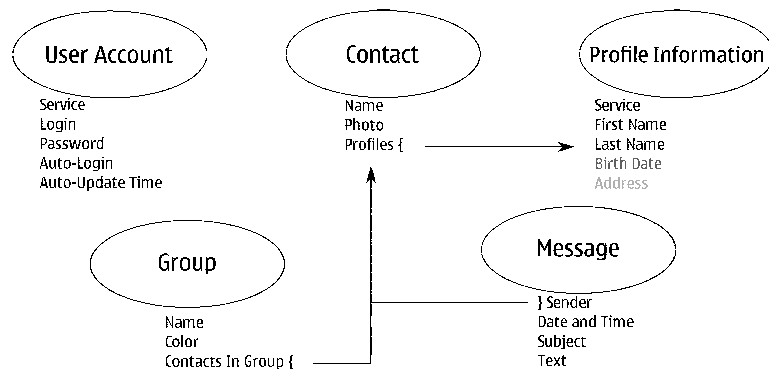 User Account
Service
Login
Password
Auto-Login
Auto-Update Time
Contact
Name
Photo
Profiles {
Profile Information
Service
First Name
Last Name
Birth Date
Address
Group
Name
Color
Contacts In Group {
Message
} Sender
Date and Time
Subject
Text